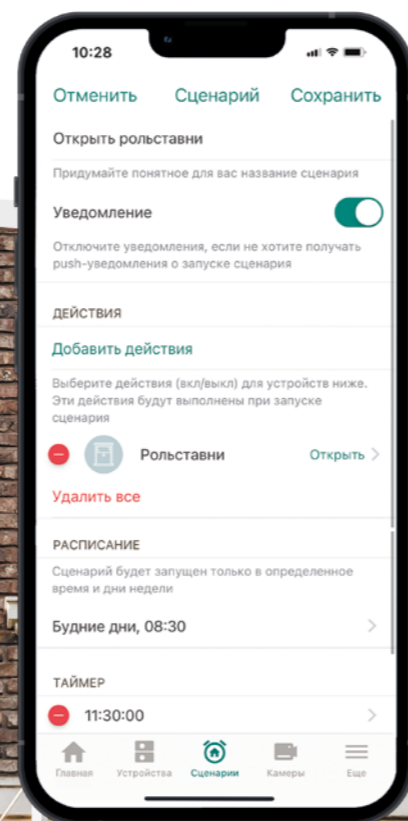 10:28
Отменить Сценарий Сохранить
Открыть рольставни
Придумайте понятное для вас название сценария
Уведомление
Отключите уведомления, если не хотите получать
push-уведомления о запуске сценария
ДЕЙСТВИЯ
Добавить действия
Выберите действия (вкл/выкл) для устройств ниже.
Эти действия будут выполнены при запуске
сценария
Рольставни Открыть
Удалить все
РАСПИСАНИЕ
Сценарий будет запущен только в определенное
время и дни недели
Будние дни, 08:30
ТАЙМЕР
11:30:00
Главная Устройства Сценарии Камеры Еще